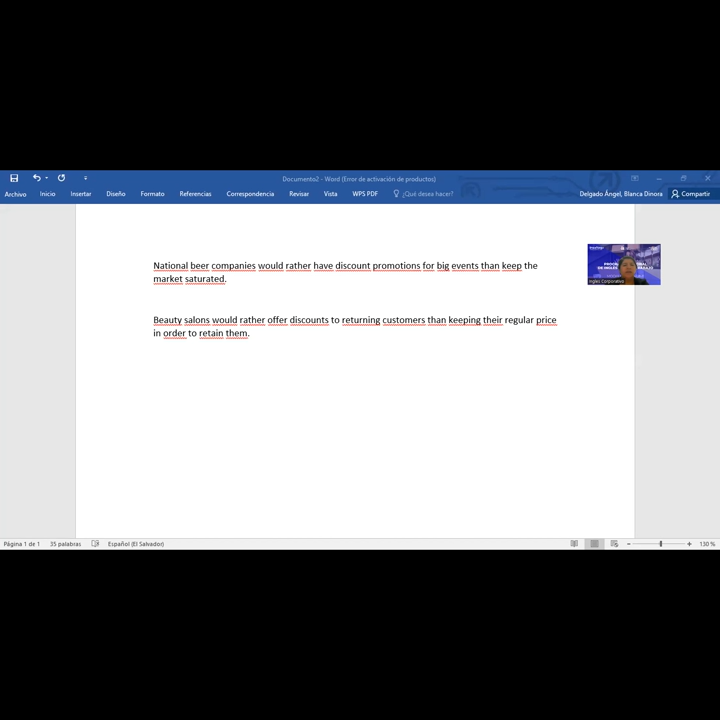 Documento2 - Word (Error de activación de productos)
Archivo Inicio Insertar Diseño Formato Referencias Correspondencia Revisar Vista WPS PDF ¿Qué desea hacer? Delgado Ángel, Blanca Dinora Compartir
National beer companies would rather have discount promotions for big events than keep the
market saturated.
Beauty salons would rather offer discounts to returning customers than keeping their regular price
in order to retain them.
Ingles Corporativo
Página 1 de 1 35 palabras Español (El Salvador) 130 %